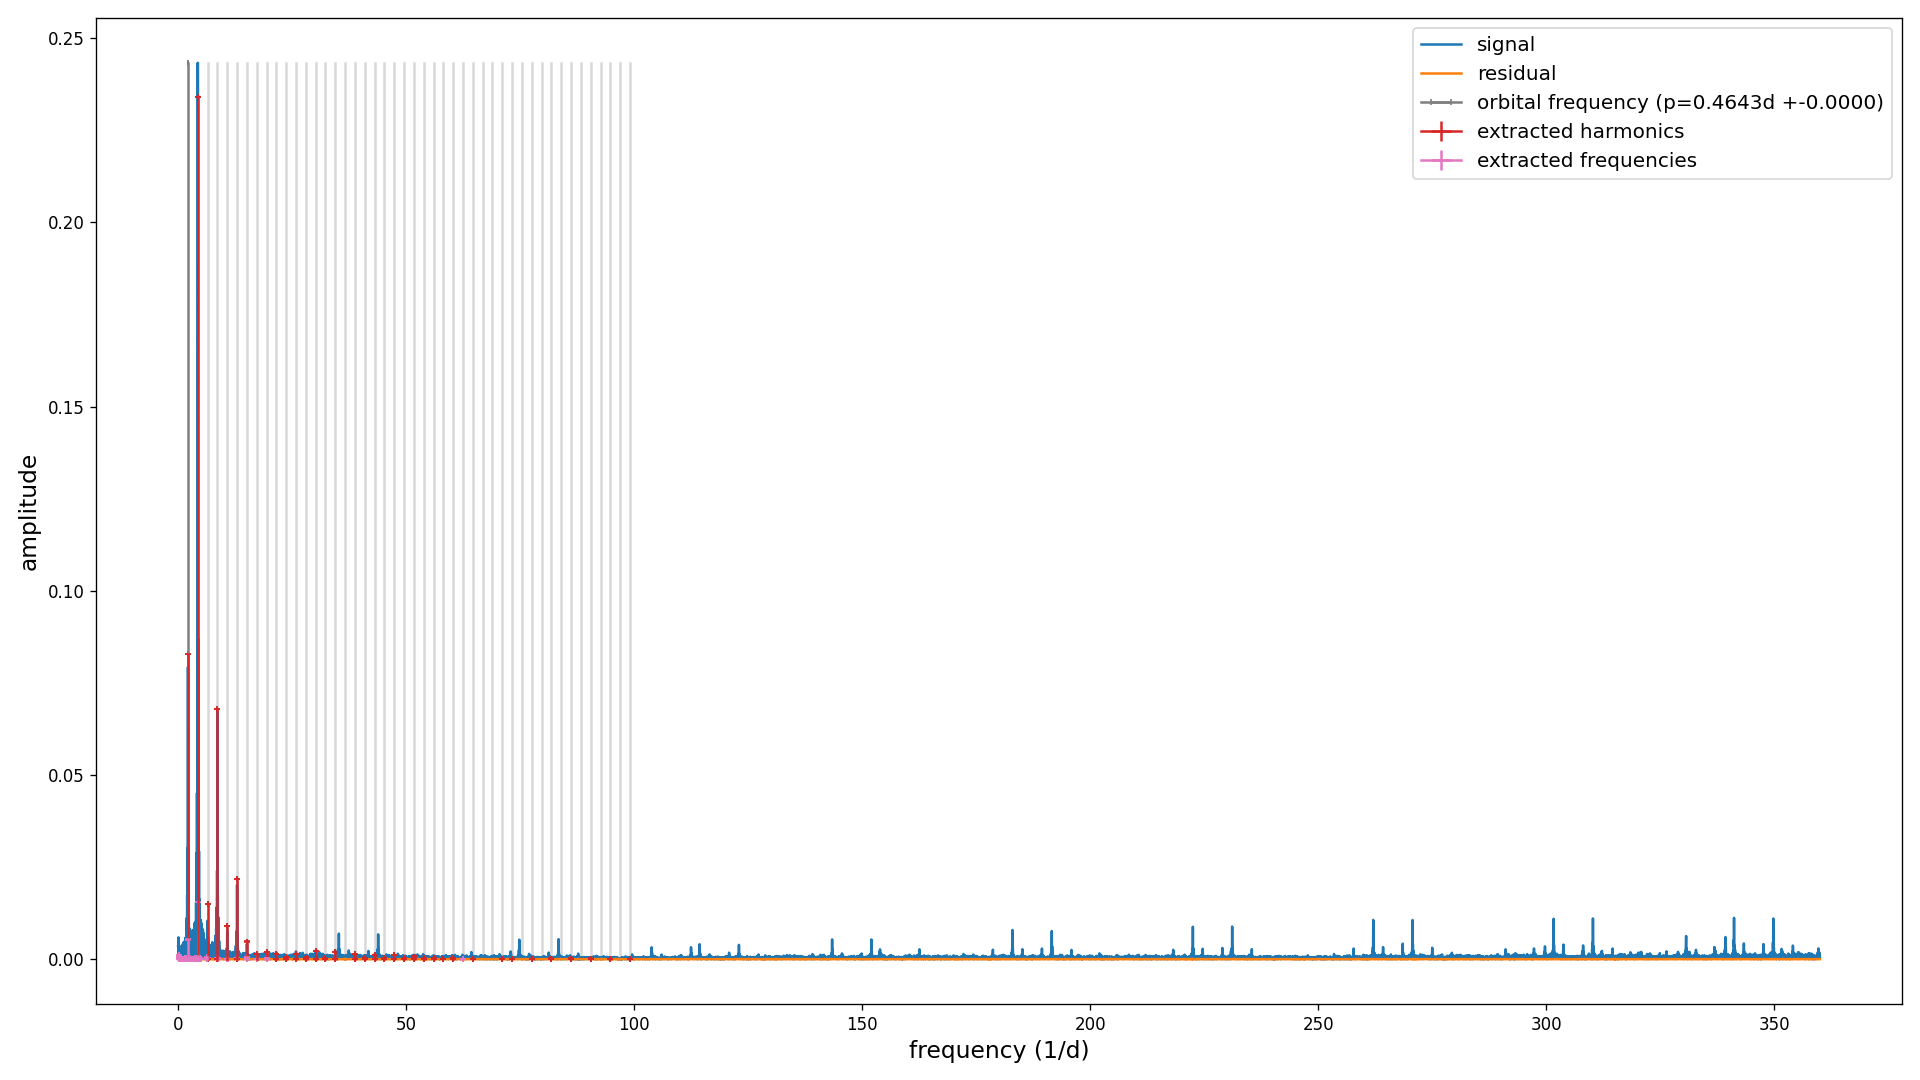 0.25
0.20
0.15
0.10
0.05
0.00
amplitude
0
50
100
150
200
250
300
350
frequency (1/d)
signal
residual
orbital frequency (p=0.4643d +-0.0000)
extracted harmonics
extracted frequencies